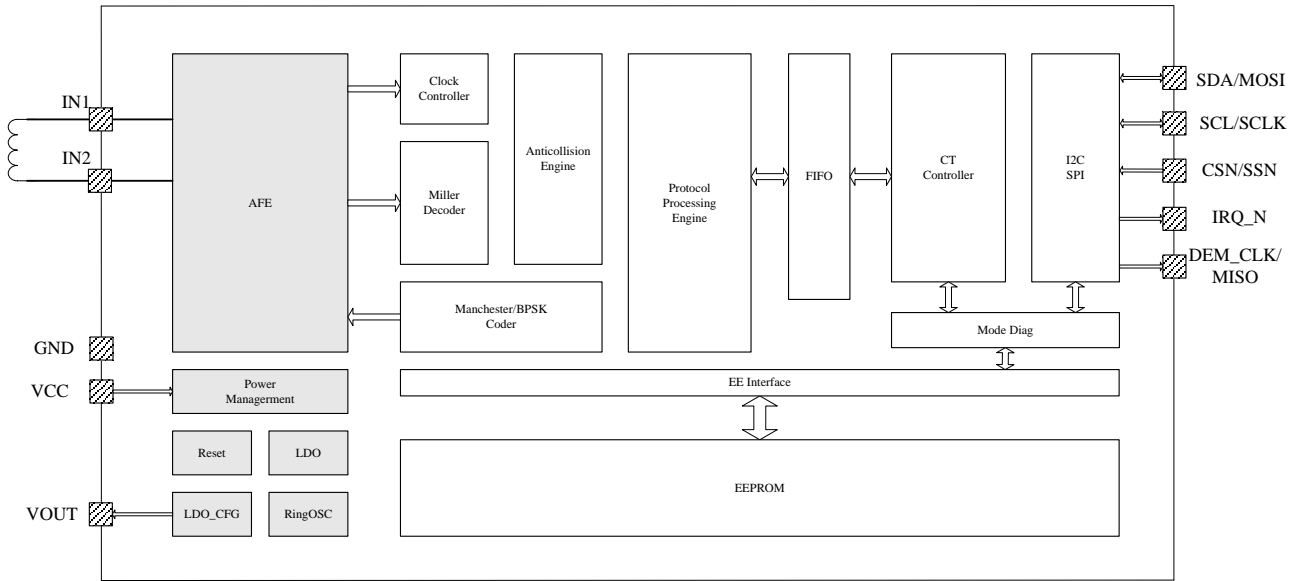 IN1
IN2
GND
VCC
VOUT
AFE
Power
Managerment
Reset
LDO
LDO_CFG
RingOSC
Clock
Controller
Miller
Decoder
Manchester/BPSK
Coder
Anticollision
Engine
Protocol
Processing
Engine
FIFO
CT
Controller
I2C
SPI
Mode Diag
EE Interface
EEPROM
SDA/MOSI
SCL/SCLK
CSN/SSN
IRQ_N
DEM_CLK/
MISO